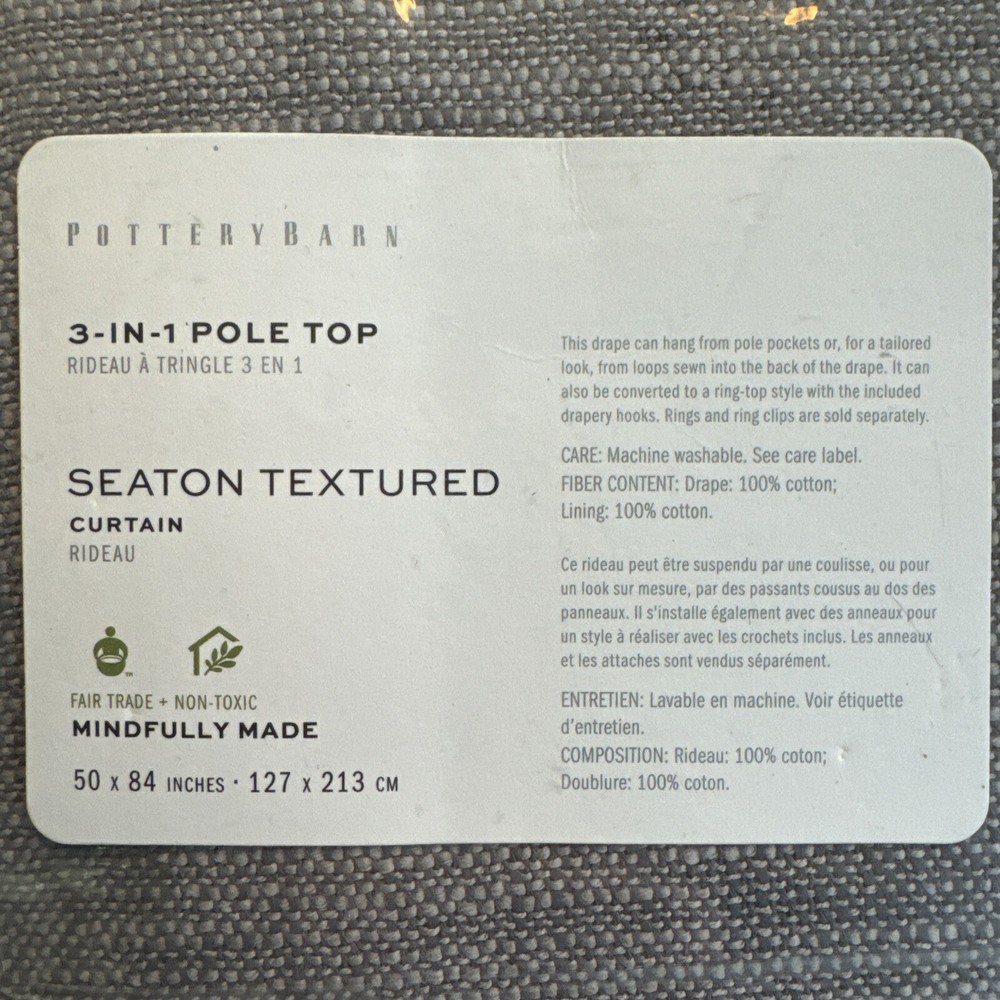 POTTERY BARN
3-IN-1 POLE TOP
RIDEAU À TRINGLE 3 EN 1
SEATON TEXTURED
CURTAIN
RIDEAU
TM
FAIR TRADE + NON-TOXIC
MINDFULLY MADE
50 x 84 INCHES · 127 x 213 CM
This drape can hang from pole pockets or, for a tailored
look, from loops sewn into the back of the drape. It can
also be converted to a ring-top style with the included
drapery hooks. Rings and ring clips are sold separately.
CARE: Machine washable. See care label.
FIBER CONTENT: Drape: 100% cotton;
Lining: 100% cotton.
Ce rideau peut être suspendu par une coulisse, ou pour
un look sur mesure, par des passants cousus au dos des
panneaux. Il s'installe également avec des anneaux pour
un style à réaliser avec les crochets inclus. Les anneaux
et les attaches sont vendus séparément.
ENTRETIEN: Lavable en machine. Voir étiquette
d'entretien.
COMPOSITION: Rideau: 100% coton;
Doublure: 100% coton.